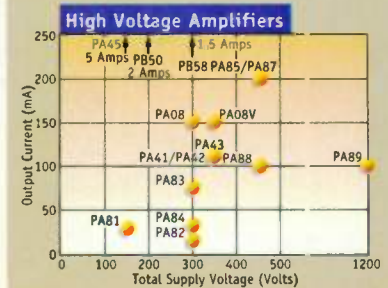 High Voltage Amplifiers
250
200
150
100
50
0
Output Current (mA)
PA45
5 Amps
PB50
2 Amps
1.5 Amps
PB58
PA85/PA87
PA08
PA08V
PA43
PA41/PA42
PA88
PA89
PA83
PA81
PA84
PA82
0
100
200
300
400
500
1200
Total Supply Voltage (Volts)